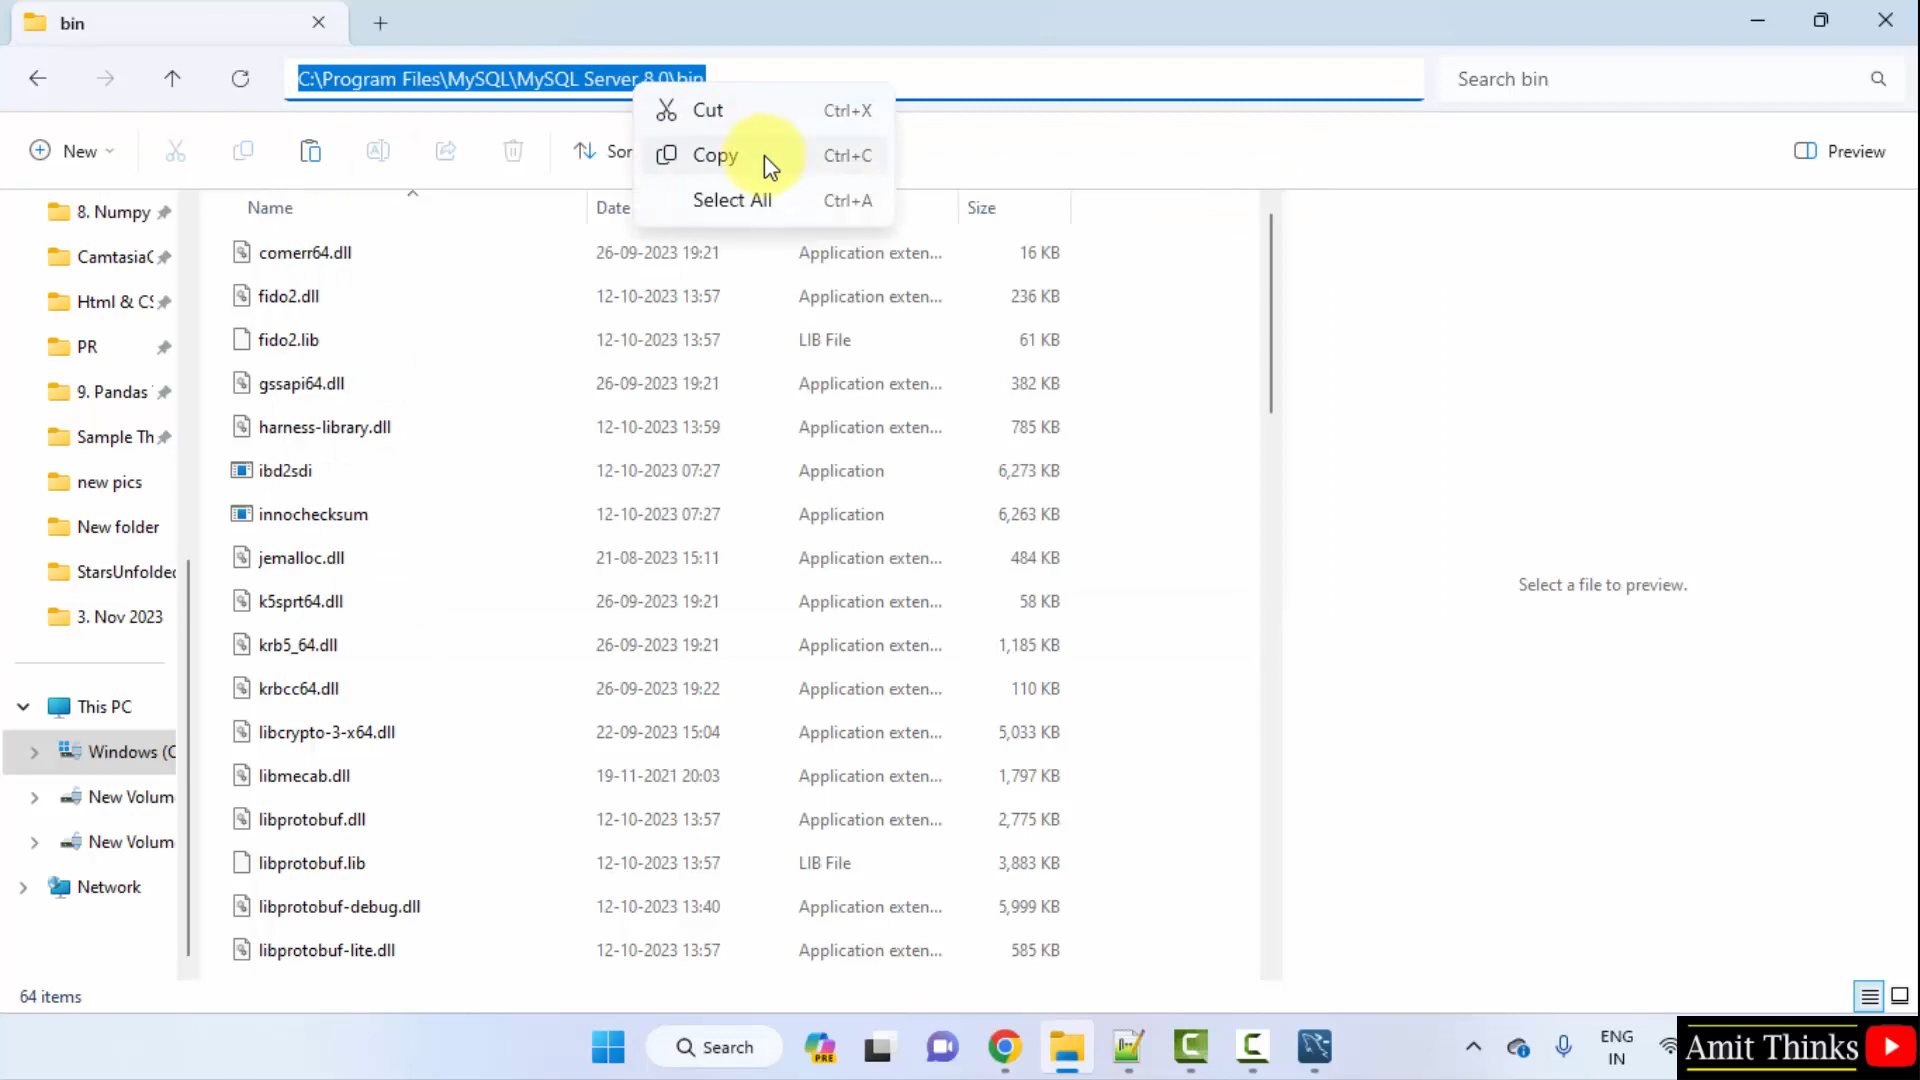 bin
C:\Program Files\MySQL\MySQL Server 8.0\bin
Search bin
Cut Ctrl+X
Copy Ctrl+C
Select All Ctrl+A
New
Sor
Preview
Name Date Size
8. Numpy
CamtasiaC
Html & CS
PR
9. Pandas
Sample Th
new pics
New folder
StarsUnfolded
3. Nov 2023
This PC
Windows (C
New Volum
New Volum
Network
comerr64.dll 26-09-2023 19:21 Application exten... 16 KB
fido2.dll 12-10-2023 13:57 Application exten... 236 KB
fido2.lib 12-10-2023 13:57 LIB File 61 KB
gssapi64.dll 26-09-2023 19:21 Application exten... 382 KB
harness-library.dll 12-10-2023 13:59 Application exten... 785 KB
ibd2sdi 12-10-2023 07:27 Application 6,273 KB
innochecksum 12-10-2023 07:27 Application 6,263 KB
jemalloc.dll 21-08-2023 15:11 Application exten... 484 KB
k5sprt64.dll 26-09-2023 19:21 Application exten... 58 KB
krb5_64.dll 26-09-2023 19:21 Application exten... 1,185 KB
krbcc64.dll 26-09-2023 19:22 Application exten... 110 KB
libcrypto-3-x64.dll 22-09-2023 15:04 Application exten... 5,033 KB
libmecab.dll 19-11-2021 20:03 Application exten... 1,797 KB
libprotobuf.dll 12-10-2023 13:57 Application exten... 2,775 KB
libprotobuf.lib 12-10-2023 13:57 LIB File 3,883 KB
libprotobuf-debug.dll 12-10-2023 13:40 Application exten... 5,999 KB
libprotobuf-lite.dll 12-10-2023 13:57 Application exten... 585 KB
Select a file to preview.
64 items
Search
PRE
ENG
IN
Amit Thinks